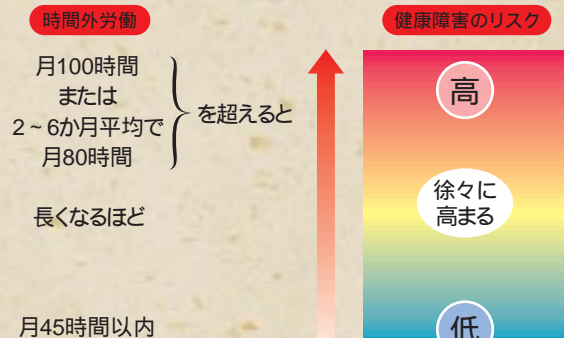 時間外労働
健康障害のリスク
月100時間
または
2~6か月平均で
月80時間
を超えると
高
長くなるほど
徐々に
高まる
月45時間以内
低